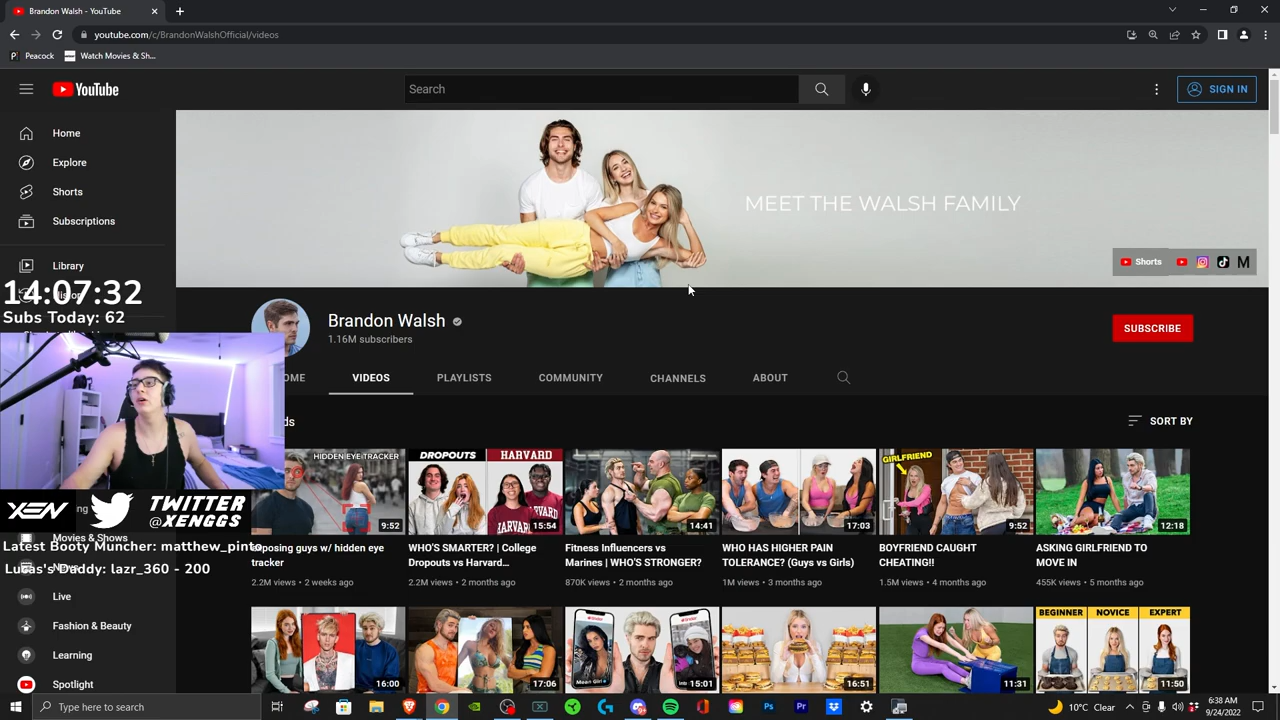 Brandon Walsh - YouTube
youtube.com/c/BrandonWalshOfficial/videos
Peacock
Watch Movies & Sh...
YouTube
Search
SIGN IN
Home
Explore
Shorts
Subscriptions
Library
14:07:32
Subs Today: 62
MEET THE WALSH FAMILY
Shorts
Brandon Walsh
1.16M subscribers
SUBSCRIBE
OME
VIDEOS
PLAYLISTS
COMMUNITY
CHANNELS
ABOUT
ds
SORT BY
HIDDEN EYE TRACKER
9:52
DROPOUTS
HARVARD
HARVARD
15:54
14:41
17:03
GIRLFRIEND
9:52
12:18
xposing guys w/ hidden eye
tracker
2.2M views • 2 weeks ago
WHO'S SMARTER? | College
Dropouts vs Harvard...
2.2M views • 2 months ago
Fitness Influencers vs
Marines | WHO'S STRONGER?
870K views • 2 months ago
WHO HAS HIGHER PAIN
TOLERANCE? (Guys vs Girls)
1M views • 3 months ago
BOYFRIEND CAUGHT
CHEATING!!
1.5M views • 4 months ago
ASKING GIRLFRIEND TO
MOVE IN
455K views • 5 months ago
XEN
TWITTER
@XENGGS
Movies & Shows
Latest Booty Muncher: matthew_pinto
Lucas's Daddy: lazr_360 - 200
Live
Fashion & Beauty
Learning
Spotlight
16:00
17:06
15:01
16:51
11:31
BEGINNER
NOVICE
EXPERT
11:50
Type here to search
10°C Clear
6:38 AM
9/24/2022